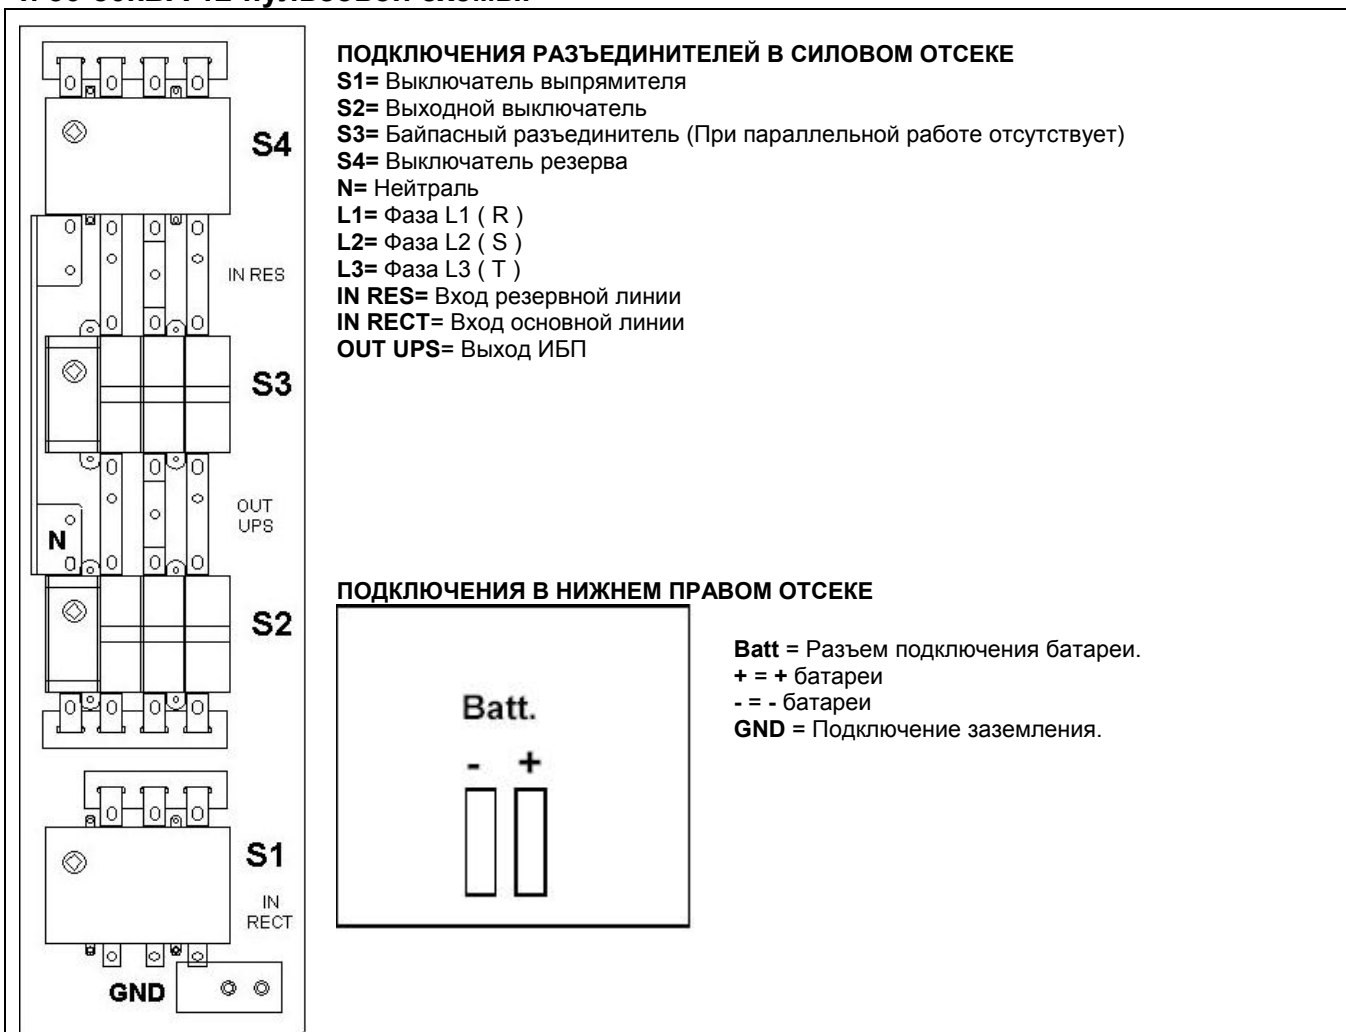 ПОДКЛЮЧЕНИЯ РАЗЪЕДИНИТЕЛЕЙ В СИЛОВОМ ОТСЕКЕ
S1= Выключатель выпрямителя
S2= Выходной выключатель
S3= Байпасный разъединитель (При параллельной работе отсутствует)
S4= Выключатель резерва
N= Нейтраль
L1= Фаза L1 ( R )
L2= Фаза L2 ( S )
L3= Фаза L3 ( T )
IN RES= Вход резервной линии
IN RECT= Вход основной линии
OUT UPS= Выход ИБП
S4
IN RES
S3
OUT
UPS
N
S2
S1
IN
RECT
GND
ПОДКЛЮЧЕНИЯ В НИЖНЕМ ПРАВОМ ОТСЕКЕ
Batt.
- +
Batt = Разъем подключения батареи.
+ = + батареи
- = - батареи
GND = Подключение заземления.